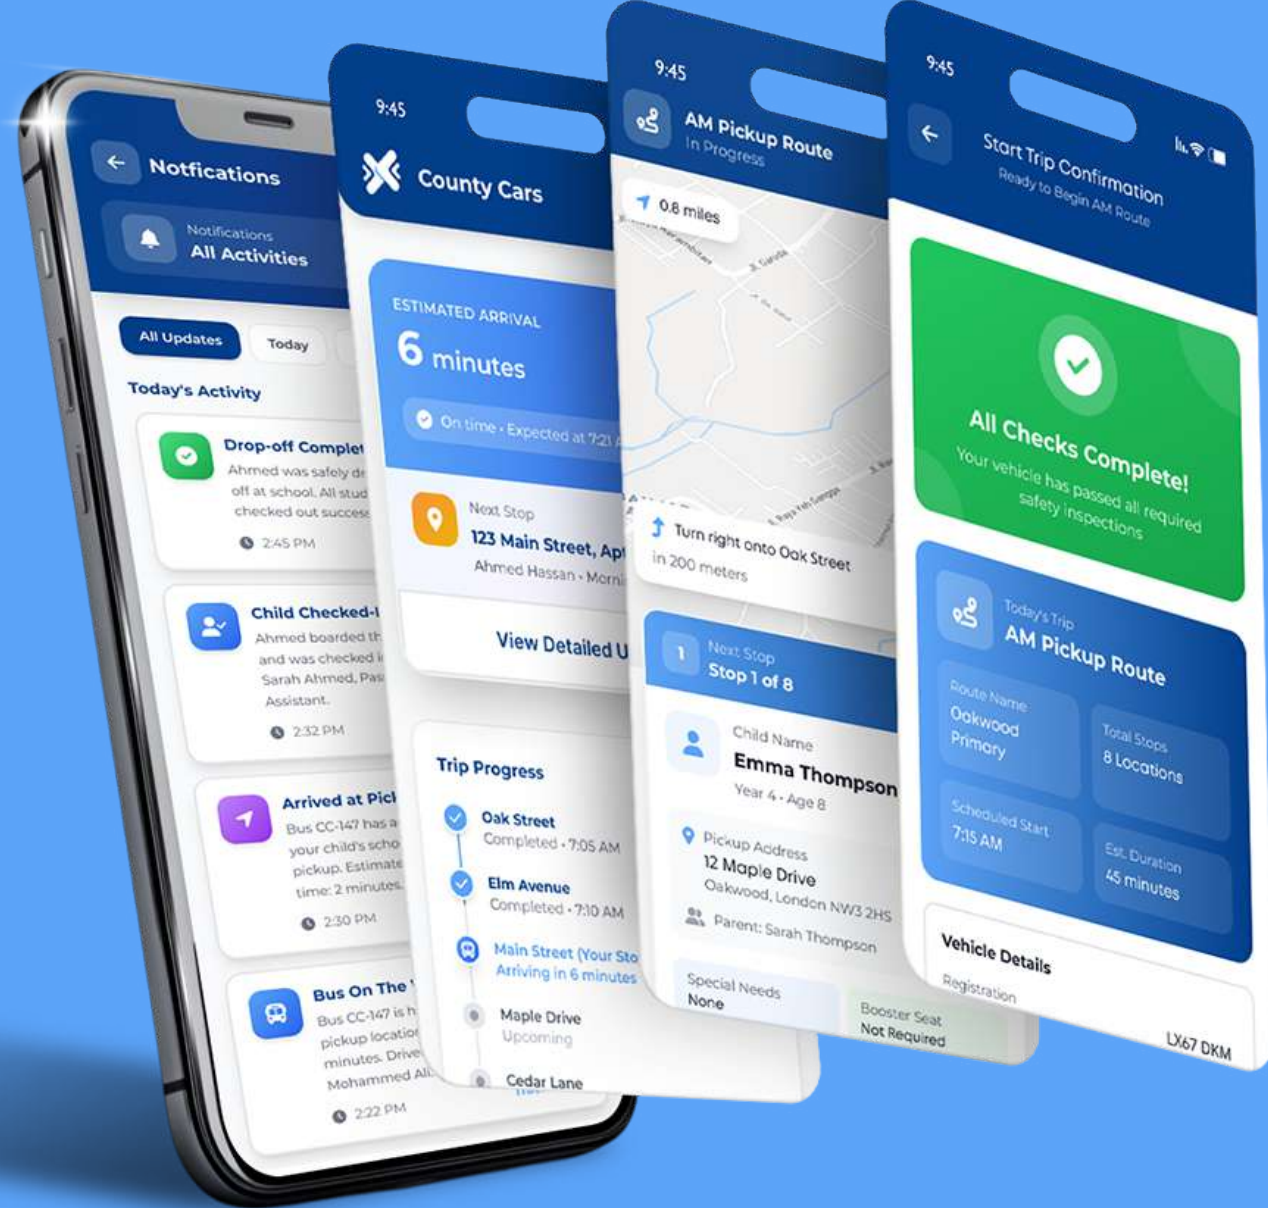 Notfications
Notifications
All Activities
All Updates
Today
Today's Activity
Drop-off Complet
Ahmed was safely dr
off at school. All stud
checked out success
2:45 PM
Child Checked-I
Ahmed boarded th
and was checked i
Sarah Ahmed, Pas
Assistant.
2:32 PM
Arrived at Pick
Bus CC-147 has a
your child's scho
pickup. Estimate
time: 2 minutes.
2:30 PM
Bus On The
Bus CC-147 is h
pickup location
minutes. Drive
Mohammed Ali.
2:22 PM
9:45
County Cars
ESTIMATED ARRIVAL
6 minutes
On time • Expected at 7:21 A
Next Stop
123 Main Street, Apt
Ahmed Hassan • Morni
View Detailed U
Trip Progress
Oak Street
Completed • 7:05 AM
Elm Avenue
Completed • 7:10 AM
Main Street (Your Sto
Arriving in 6 minutes
Maple Drive
Upcoming
Cedar Lane
9:45
AM Pickup Route
In Progress
0.8 miles
Jl. Garuda
Turn right onto Oak Street
in 200 meters
1
Next Stop
Stop 1 of 8
Child Name
Emma Thompson
Year 4 • Age 8
Pickup Address
12 Maple Drive
Oakwood, London NW3 2HS
Parent: Sarah Thompson
Special Needs
None
Booster Seat
Not Required
9:45
Start Trip Confirmation
Ready to Begin AM Route
All Checks Complete!
Your vehicle has passed all required
safety inspections
Today's Trip
AM Pickup Route
Route Name
Oakwood
Primary
Total Stops
8 Locations
Scheduled Start
7:15 AM
Est. Duration
45 minutes
Vehicle Details
Registration
LX67 DKM